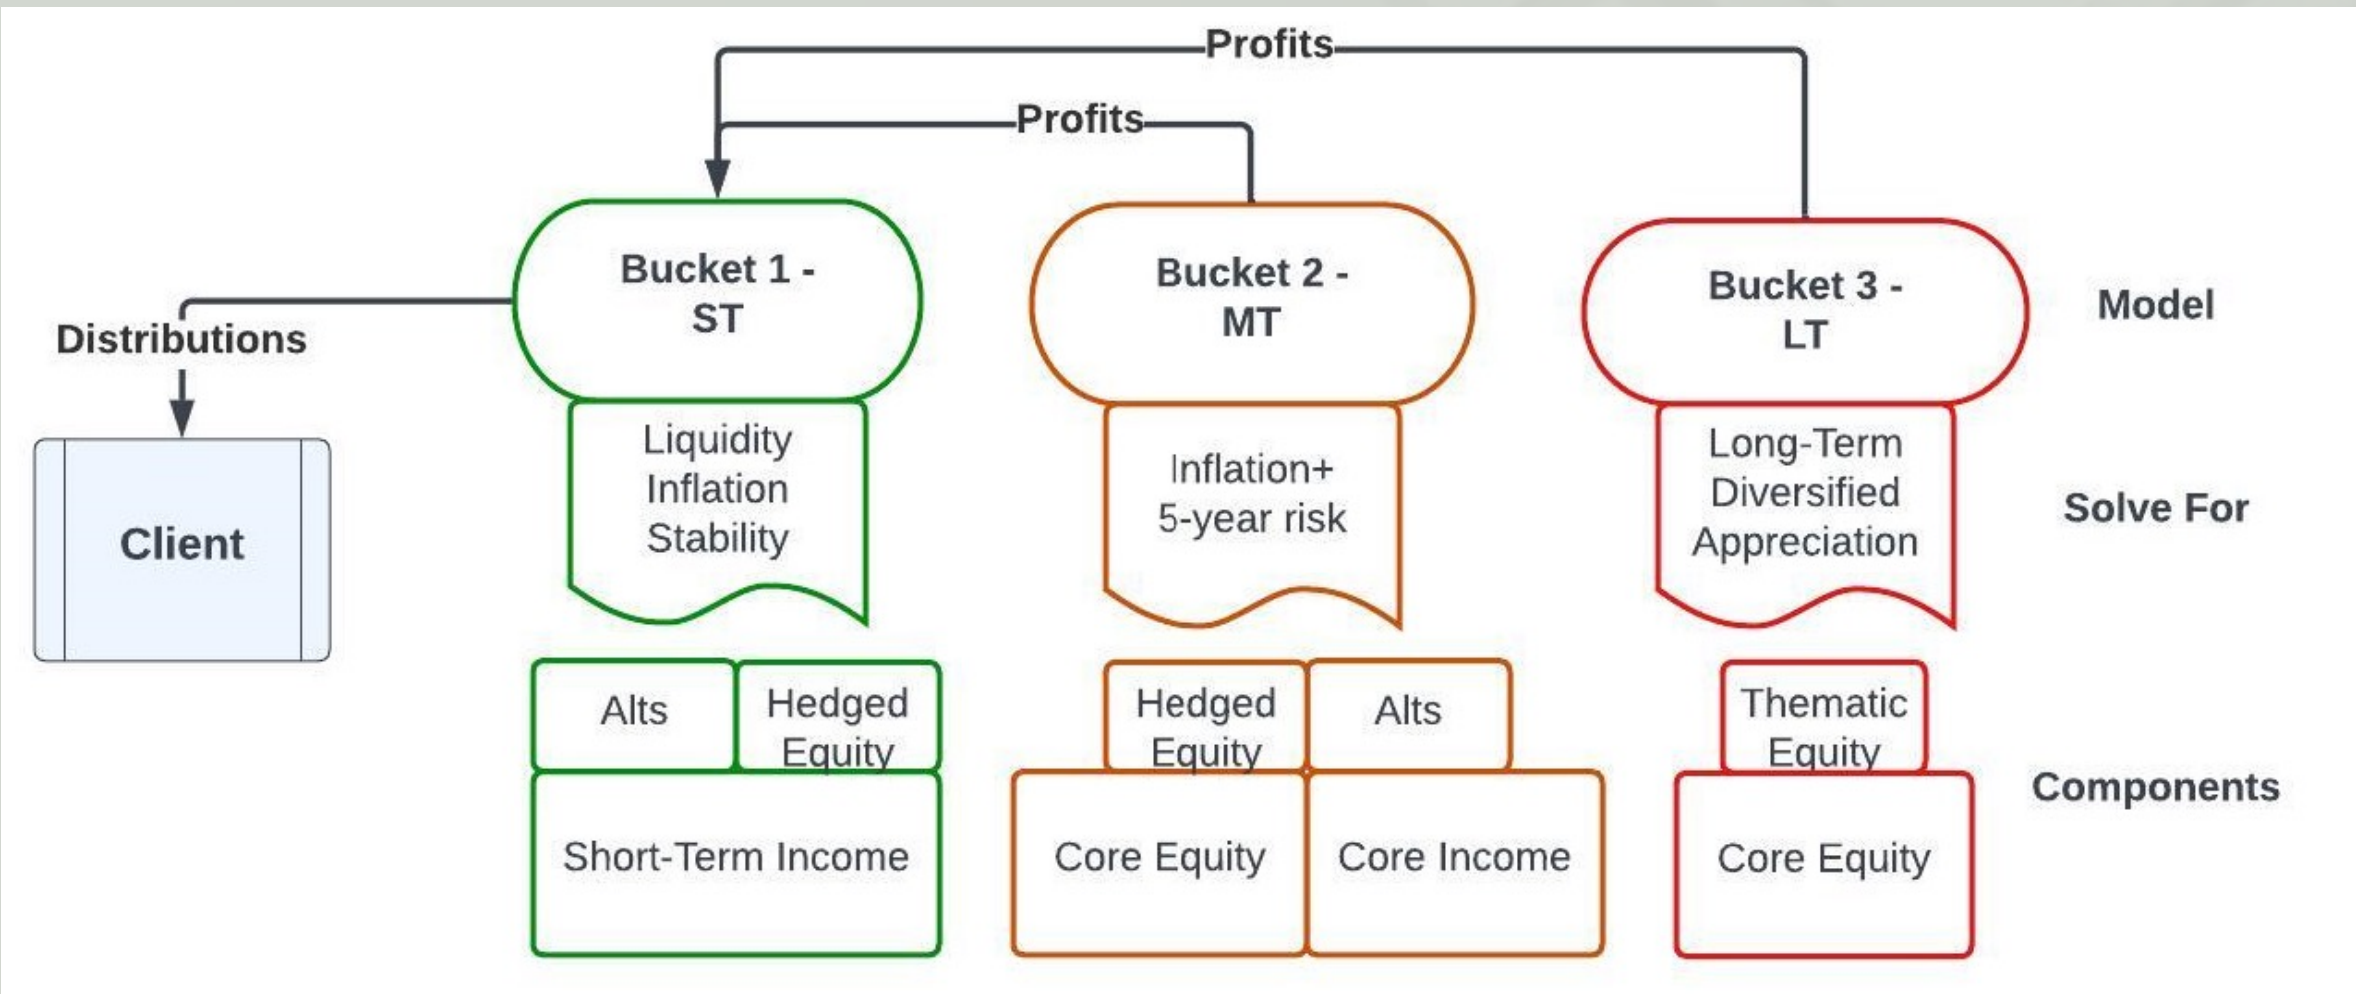 Profits
Profits
Bucket 1 -
ST
Bucket 2 -
MT
Bucket 3 -
LT
Model
Distributions
Client
Liquidity
Inflation
Stability
Inflation+
5-year risk
Long-Term
Diversified
Appreciation
Solve For
Alts
Hedged
Equity
Hedged
Equity
Alts
Thematic
Equity
Components
Short-Term Income
Core Equity
Core Income
Core Equity